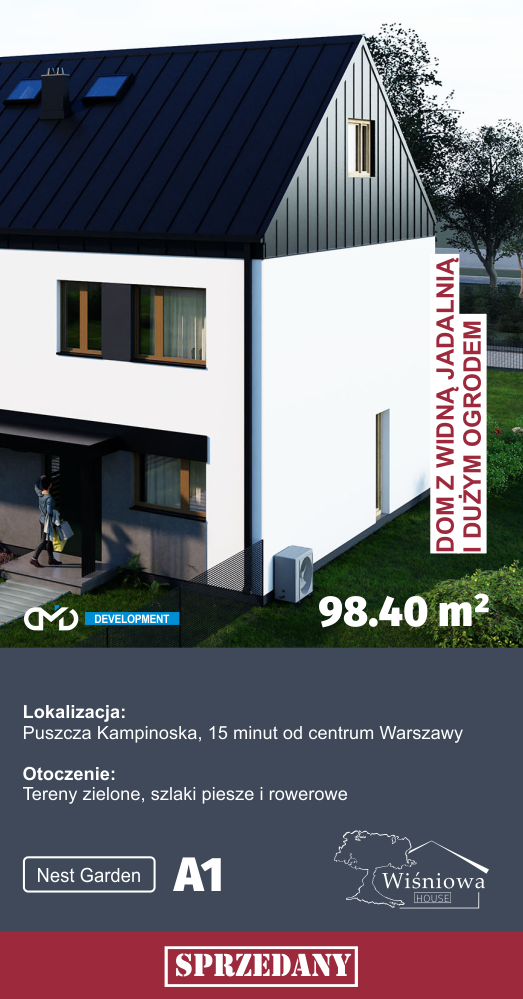 DOM Z WIDNĄ JADALNIĄ
I DUŻYM OGRODEM
DMD DEVELOPMENT
98.40 m²
Lokalizacja:
Puszcza Kampinoska, 15 minut od centrum Warszawy
Otoczenie:
Tereny zielone, szlaki piesze i rowerowe
Nest Garden
A1
Wiśniowa
HOUSE
SPRZEDANY